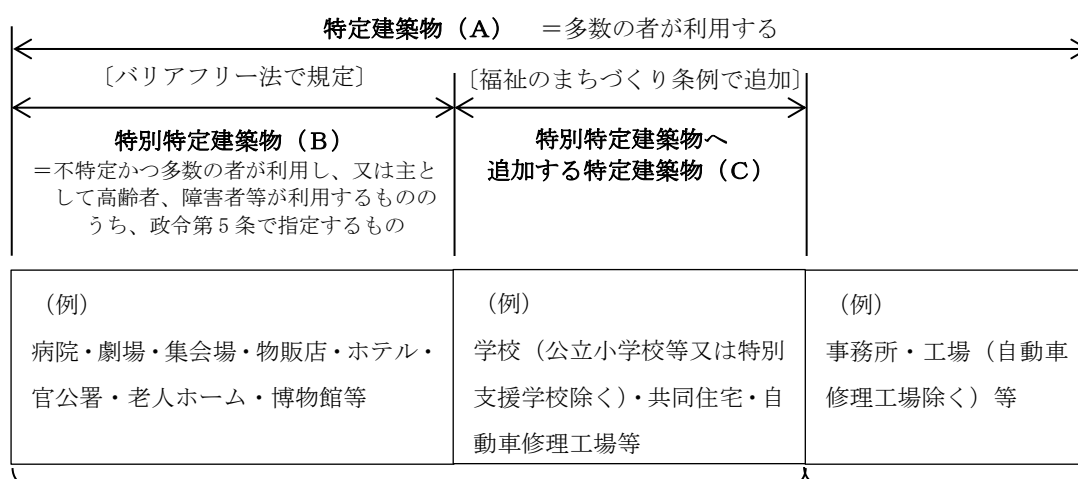 特定建築物（A）　＝多数の者が利用する
〔バリアフリー法で規定〕
〔福祉のまちづくり条例で追加〕
特別特定建築物（B）
＝不特定かつ多数の者が利用し、又は主と
して高齢者、障害者等が利用するものの
うち、政令第５条で指定するもの
特別特定建築物へ
追加する特定建築物（C）
（例）
病院・劇場・集会場・物販店・ホテル・
官公署・老人ホーム・博物館等
（例）
学校（公立小学校等又は特別
支援学校除く）・共同住宅・自
動車修理工場等
（例）
事務所・工場（自動車
修理工場除く）等